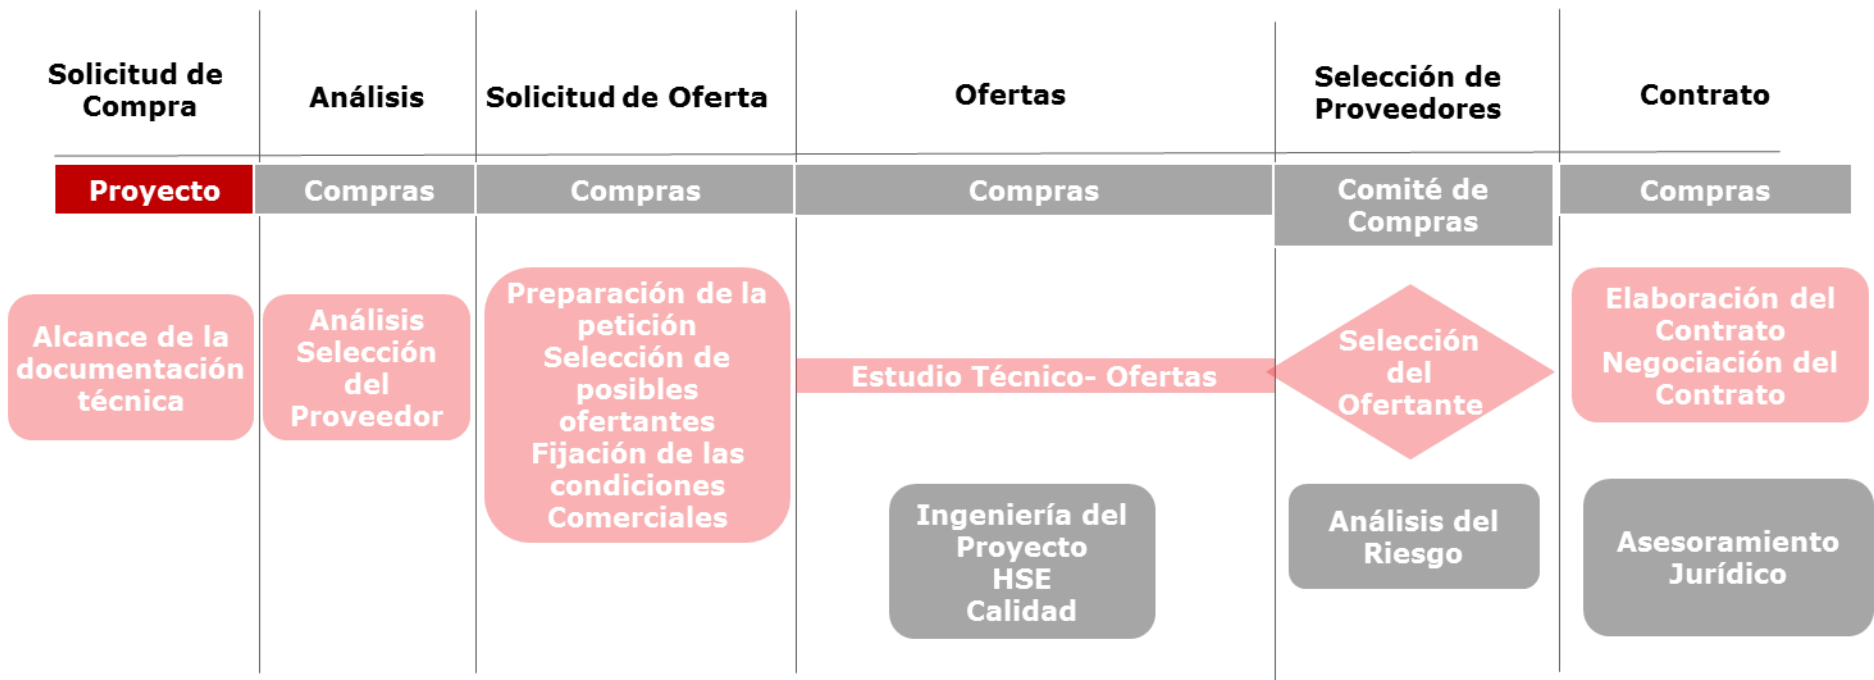 Solicitud de
Compra
Análisis
Solicitud de Oferta
Ofertas
Selección de
Proveedores
Contrato
Proyecto
Compras
Compras
Compras
Comité de
Compras
Compras
Alcance de la
documentación
técnica
Análisis
Selección
del
Proveedor
Preparación de la
petición
Selección de
posibles
ofertantes
Fijación de las
condiciones
Comerciales
Estudio Técnico- Ofertas
Selección
del
Ofertante
Elaboración del
Contrato
Negociación del
Contrato
Ingeniería del
Proyecto
HSE
Calidad
Análisis del
Riesgo
Asesoramiento
Jurídico